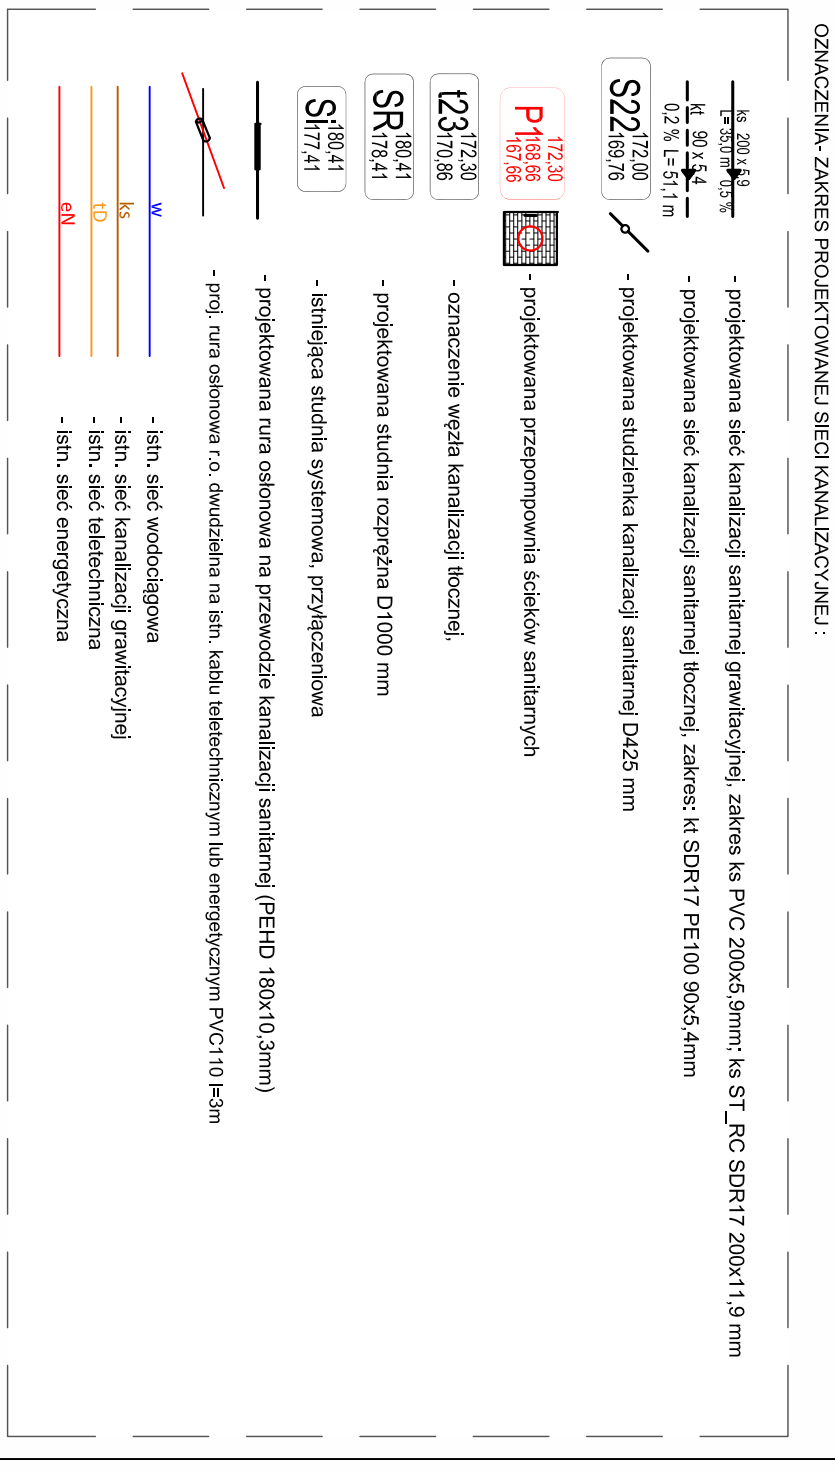 OZNACZENIA- ZAKRES PROJEKTOWANEJ SIECI KANALIZACYJNEJ :
ks 200 x 5,9
L= 35,0 m 0,5 %
- projektowana sieć kanalizacji sanitarnej grawitacyjnej, zakres ks PVC 200x5,9mm; ks ST_RC SDR17 200x11,9 mm
kt 90 x 5,4
0,2 % L= 51,1 m
- projektowana sieć kanalizacji sanitarnej tłocznej, zakres: kt SDR17 PE100 90x5,4mm
S22 172,00
169,76
- projektowana studzienka kanalizacji sanitarnej D425 mm
172,30
P1 168,66
167,66
- projektowana przepompownia ścieków sanitarnych
t23 172,30
170,86
- oznaczenie węzła kanalizacji tłocznej,
SR 180,41
178,41
- projektowana studnia rozprężna D1000 mm
Si 180,41
177,41
- istniejąca studnia systemowa, przyłączeniowa
- projektowana rura osłonowa na przewodzie kanalizacji sanitarnej (PEHD 180x10,3mm)
- proj. rura osłonowa r.o. dwudzielna na istn. kablu teletechnicznym lub energetycznym PVC110 l=3m
w
- istn. sieć wodociągowa
ks
- istn. sieć kanalizacji grawitacyjnej
tD
- istn. sieć teletechniczna
eN
- istn. sieć energetyczna